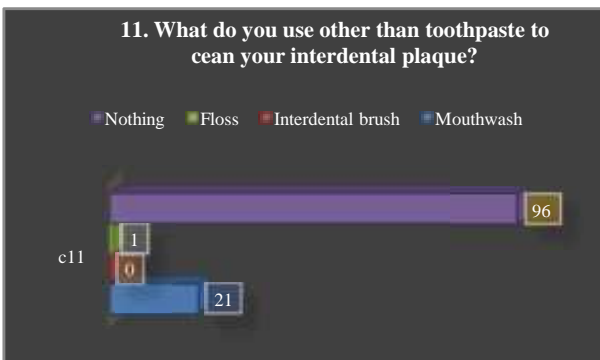 11. What do you use other than toothpaste to
cean your interdental plaque?
Nothing Floss Interdental brush Mouthwash
96
1
c11
0
21